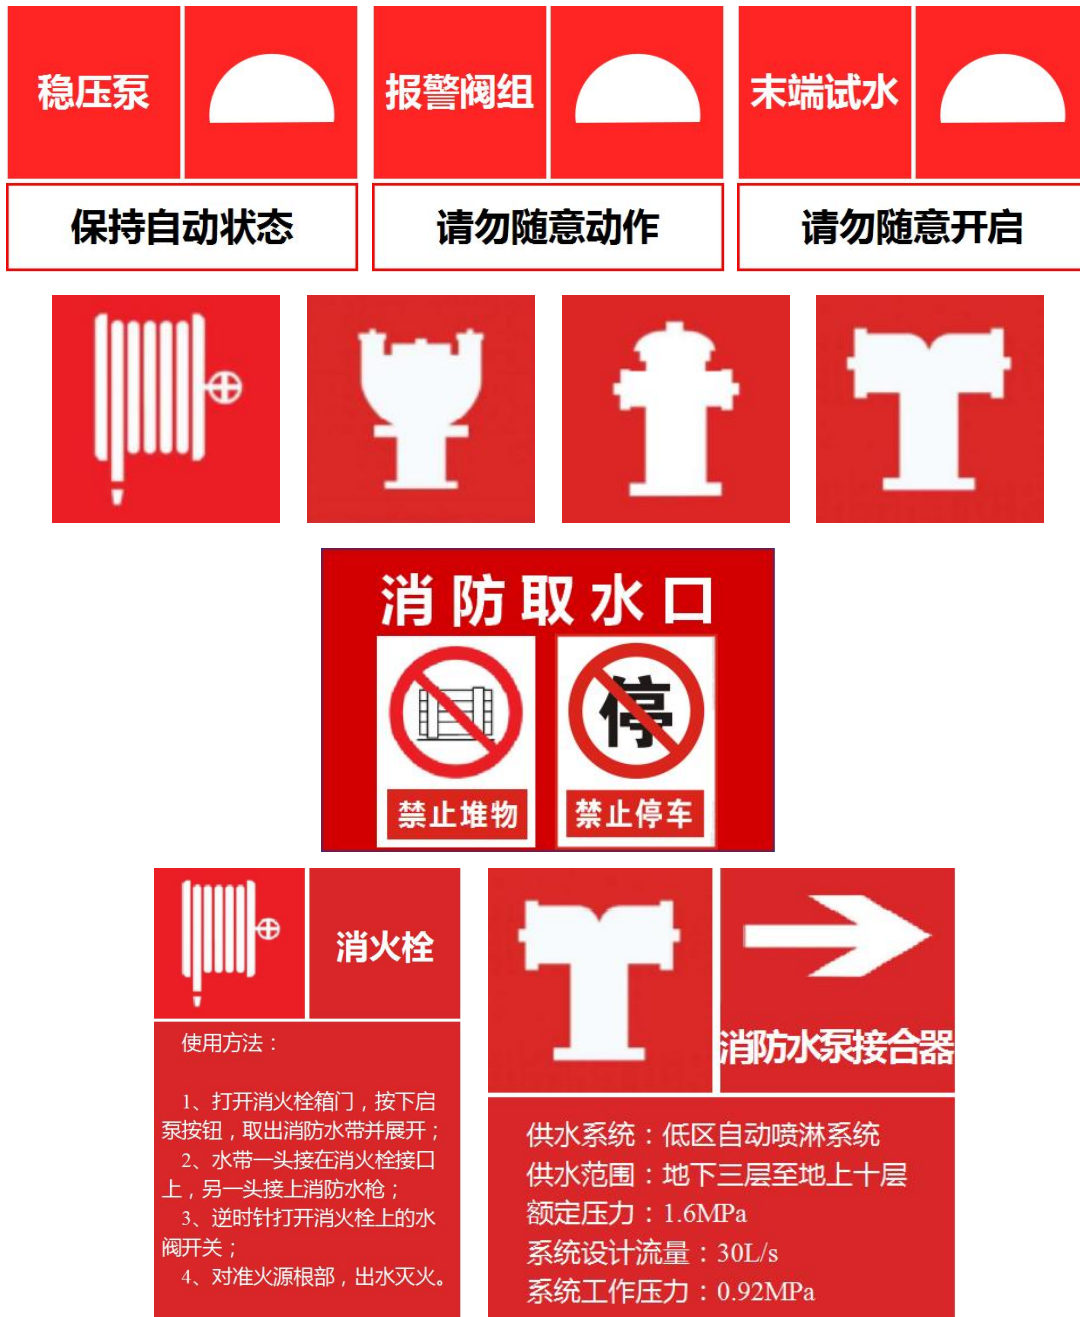 稳压泵
报警阀组
末端试水
保持自动状态
请勿随意动作
请勿随意开启
消防取水口
停
禁止堆物
禁止停车
消火栓
使用方法：
1、打开消火栓箱门，按下启
泵按钮，取出消防水带并展开；
2、水带一头接在消火栓接口
上，另一头接上消防水枪；
3、逆时针打开消火栓上的水
阀开关；
4、对准火源根部，出水灭火。
消防水泵接合器
供水系统：低区自动喷淋系统
供水范围：地下三层至地上十层
额定压力：1.6MPa
系统设计流量：30L/s
系统工作压力：0.92MPa